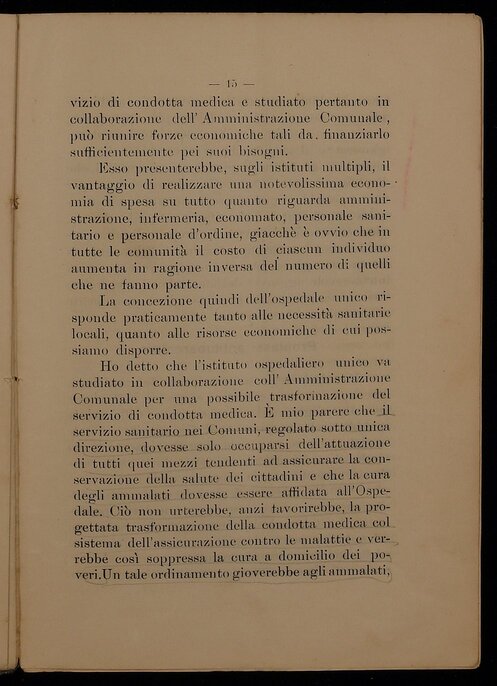 — 15 —
vizio di condotta medica e studiato pertanto in
collaborazione dell'Amministrazione Comunale,
può riunire forze economiche tali da finanziarlo
sufficientemente pei suoi bisogni.
Esso presenterebbe, sugli istituti multipli, il
vantaggio di realizzare una notevolissima econo-
mia di spesa su tutto quanto riguarda ammini-
strazione, infermeria, economato, personale sani-
tario e personale d'ordine, giacchè è ovvio che in
tutte le comunità il costo di ciascun individuo
aumenta in ragione inversa del numero di quelli
che ne fanno parte.
La concezione quindi dell'ospedale unico ri-
sponde praticamente tanto alle necessità sanitarie
locali, quanto alle risorse economiche di cui pos-
siamo disporre.
Ho detto che l'istituto ospedaliero unico va
studiato in collaborazione coll'Amministrazione
Comunale per una possibile trasformazione del
servizio di condotta medica. È mio parere che il
servizio sanitario nei Comuni, regolato sotto unica
direzione, dovesse solo occuparsi dell'attuazione
di tutti quei mezzi tendenti ad assicurare la con-
servazione della salute dei cittadini e che la cura
degli ammalati dovesse essere affidata all'Ospe-
dale. Ciò non urterebbe, anzi favorirebbe, la pro-
gettata trasformazione della condotta medica col
sistema dell'assicurazione contro le malattie e ver-
rebbe così soppressa la cura a domicilio dei po-
veri. Un tale ordinamento gioverebbe agli ammalati,